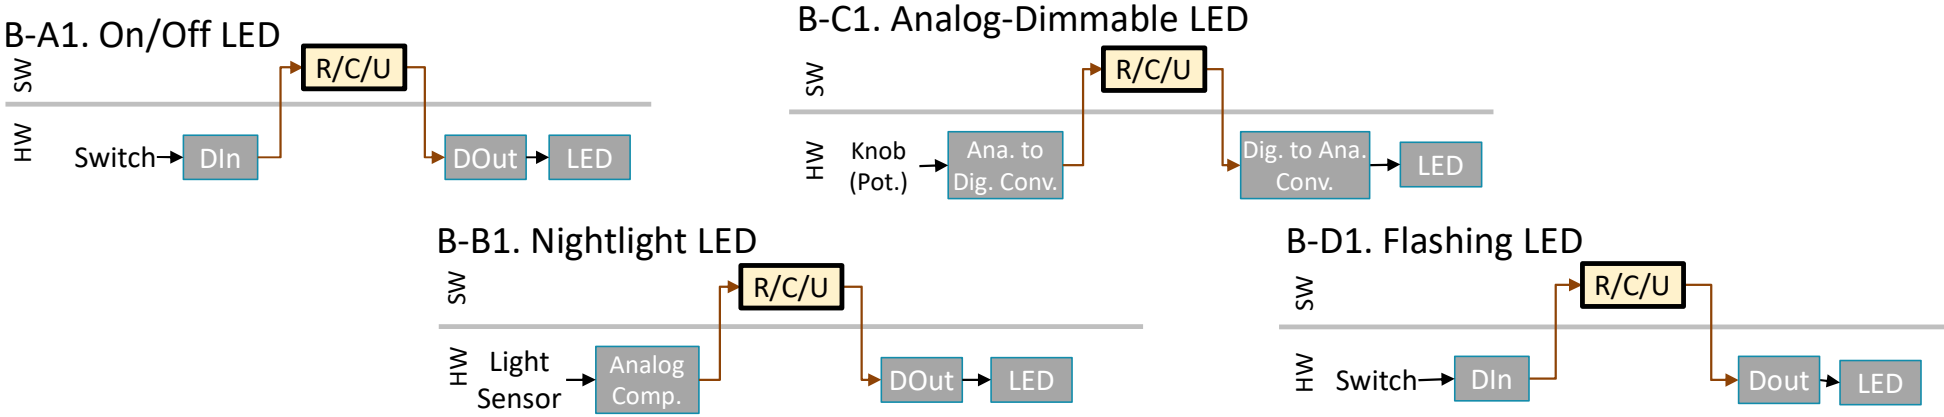 B-A1. On/Off LED
SW
R/C/U
HW
Switch
DIn
DOut
LED
B-C1. Analog-Dimmable LED
SW
R/C/U
HW
Knob
(Pot.)
Ana. to
Dig. Conv.
Dig. to Ana.
Conv.
LED
B-B1. Nightlight LED
SW
R/C/U
HW
Light
Sensor
Analog
Comp.
DOut
LED
B-D1. Flashing LED
SW
R/C/U
HW
Switch
DIn
Dout
LED